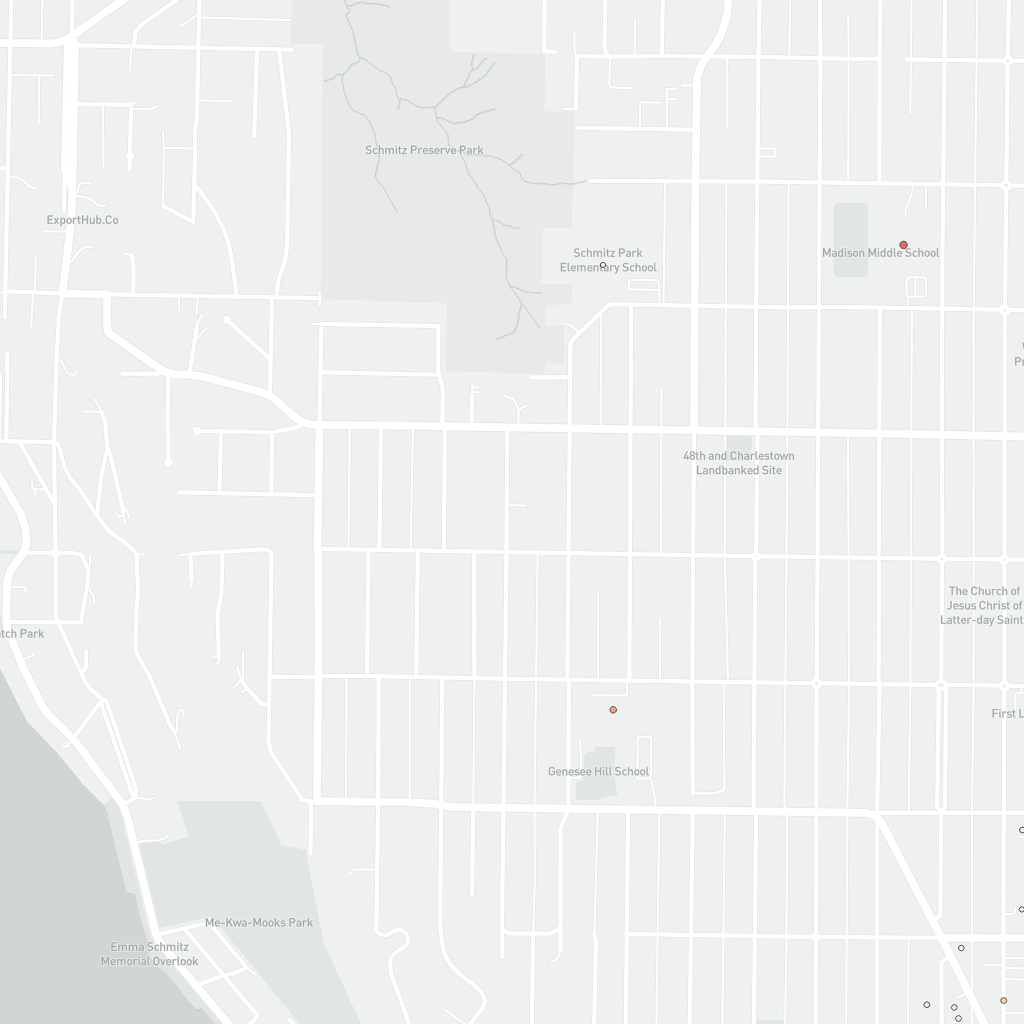 Schmitz Preserve Park
ExportHub.Co
Schmitz Park
Elementary School
Madison Middle School
48th and Charlestown
Landbanked Site
The Church of
Jesus Christ of
Latter-day Saint
tch Park
First L
Genesee Hill School
Me-Kwa-Mooks Park
Emma Schmitz
Memorial Overlook